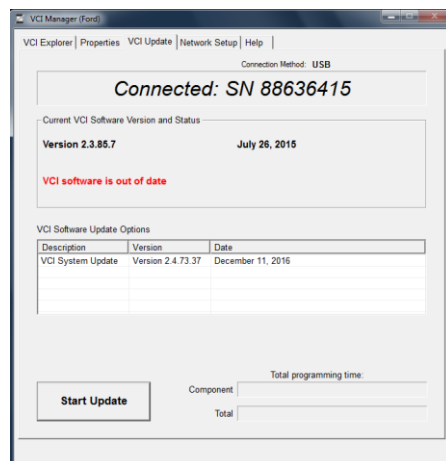 VCI Manager (Ford)
VCI Explorer Properties VCI Update Network Setup Help
Connection Method: USB
Connected: SN 88636415
Current VCI Software Version and Status
Version 2.3.85.7 July 26, 2015
VCI software is out of date
VCI Software Update Options
Description Version Date
VCI System Update Version 2.4.73.37 December 11, 2016
Total programming time:
Component
Start Update
Total